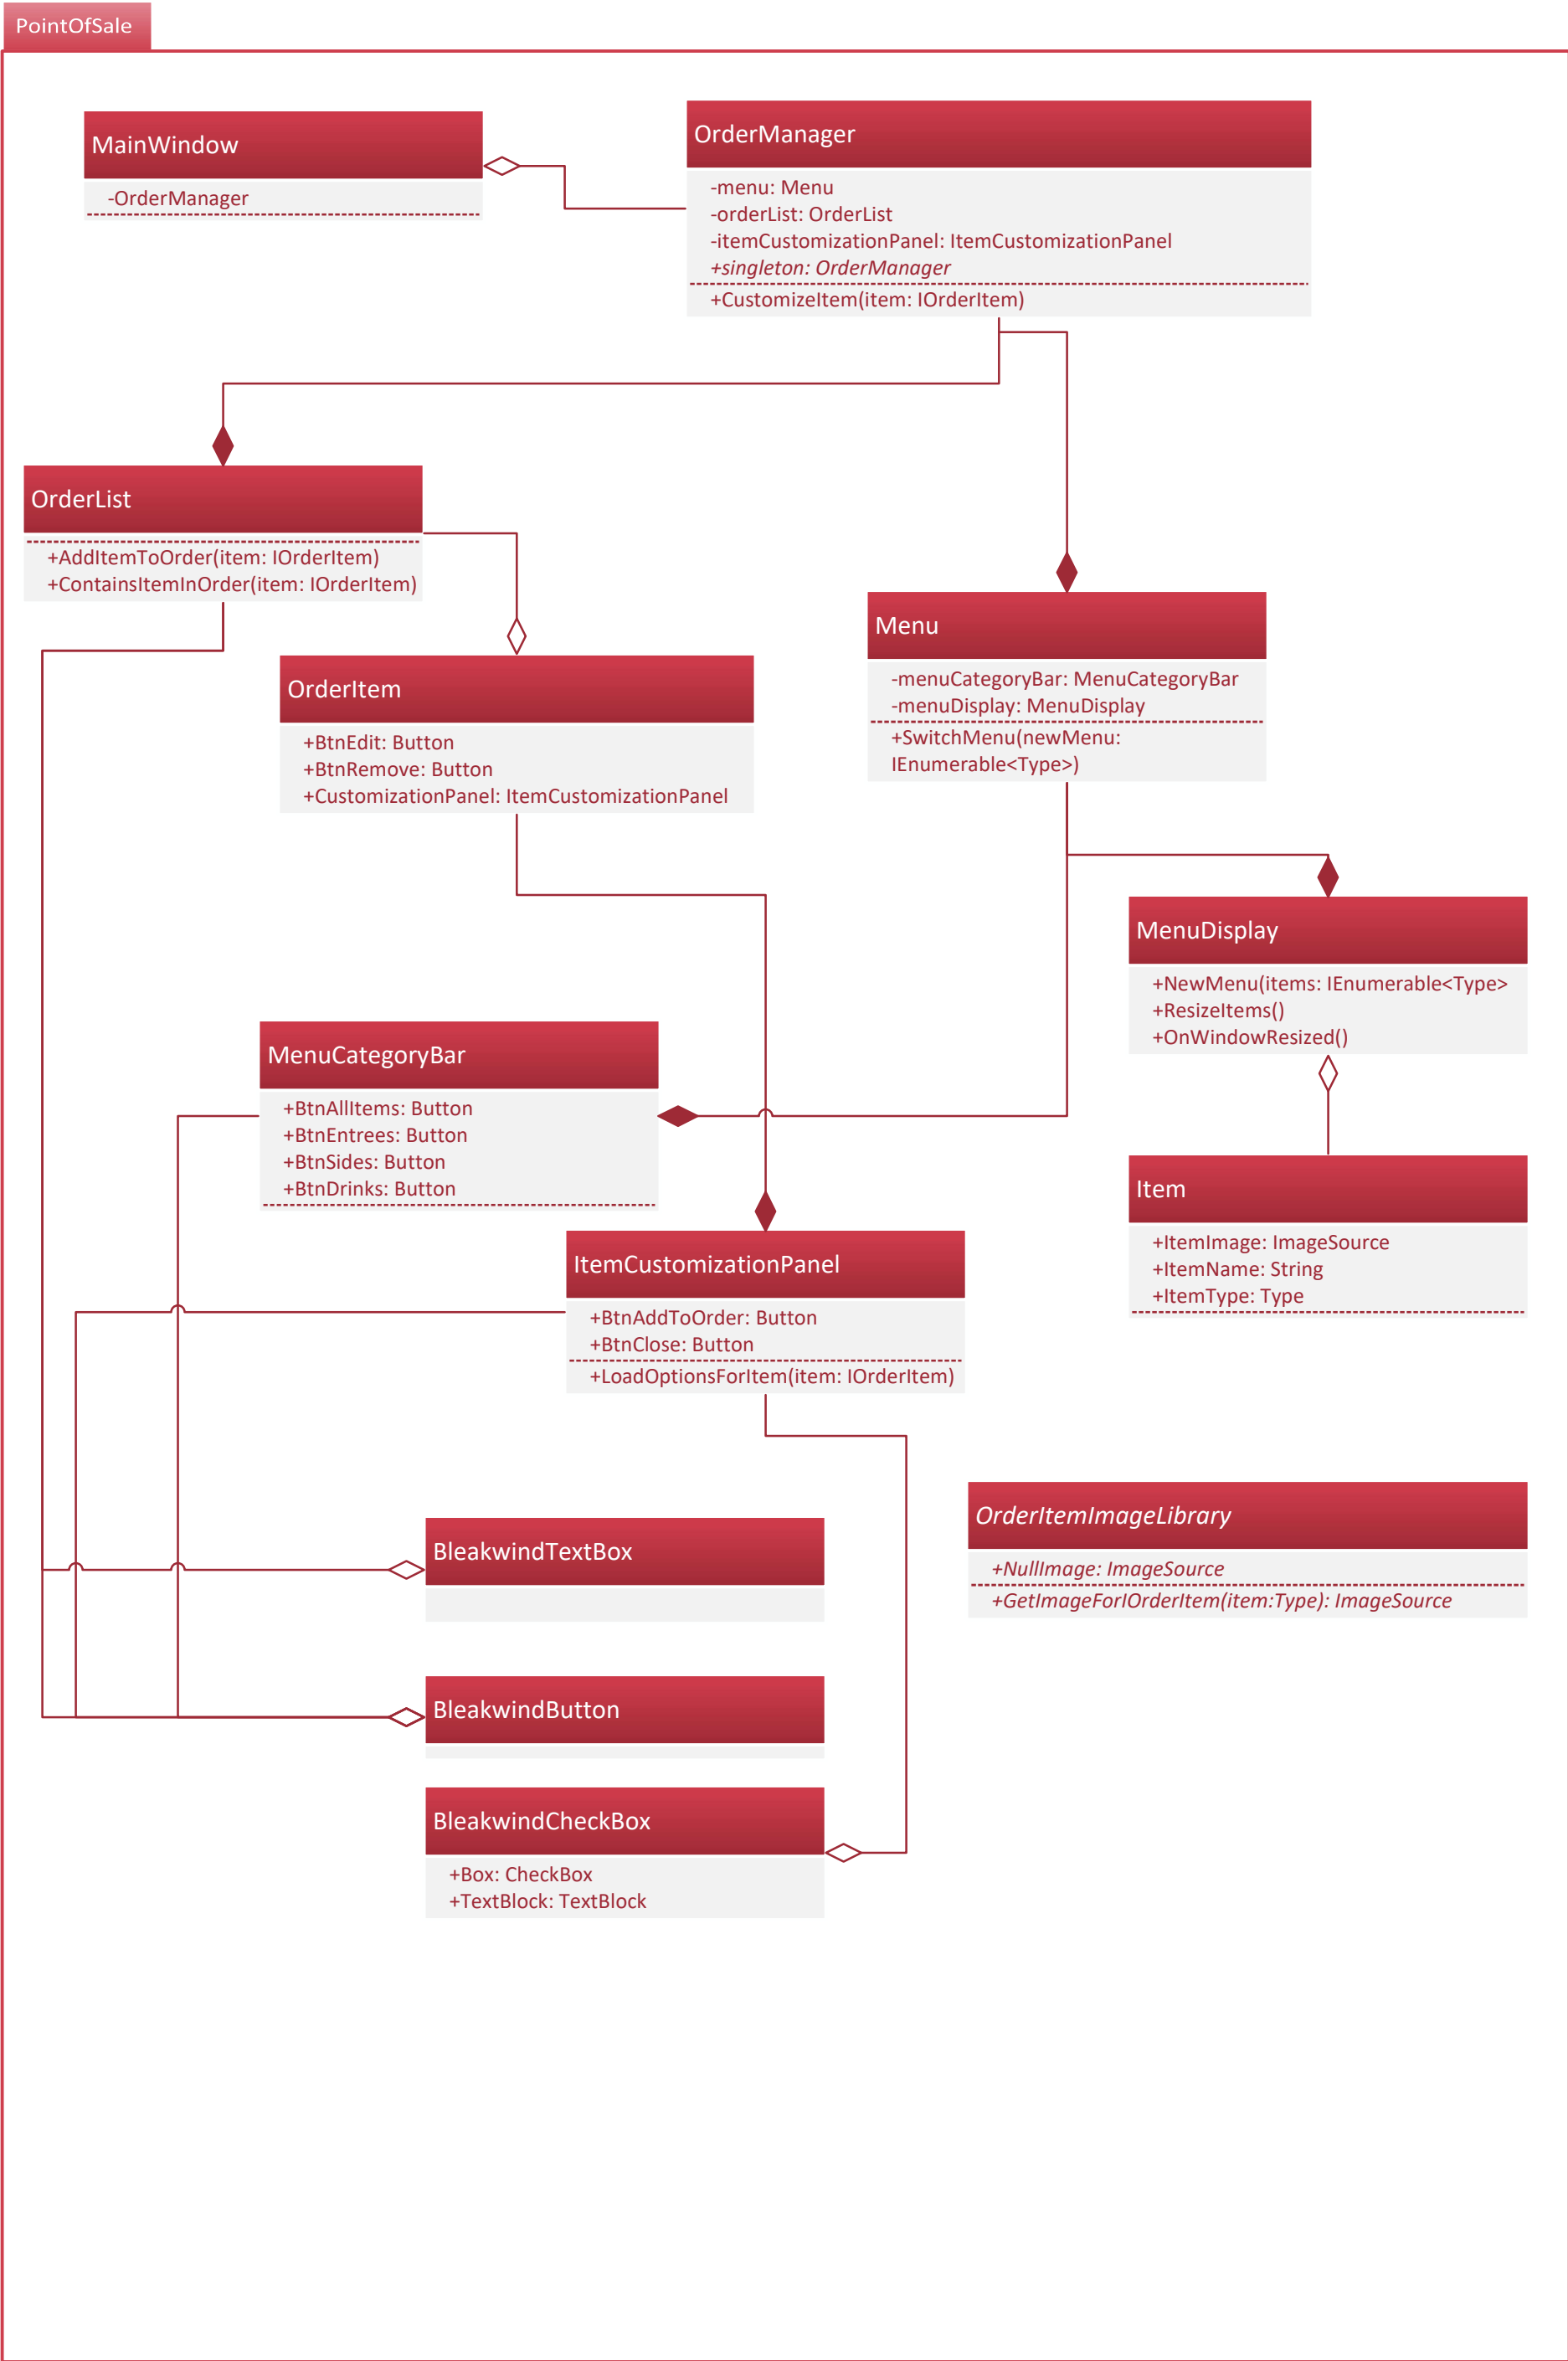 PointOfSale
MainWindow
-OrderManager
OrderManager
-menu: Menu
-orderList: OrderList
-itemCustomizationPanel: ItemCustomizationPanel
+singleton: OrderManager
+CustomizeItem(item: IOrderItem)
OrderList
+AddItemToOrder(item: IOrderItem)
+ContainsItemInOrder(item: IOrderItem)
Menu
-menuCategoryBar: MenuCategoryBar
-menuDisplay: MenuDisplay
+SwitchMenu(newMenu:
IEnumerable<Type>)
OrderItem
+BtnEdit: Button
+BtnRemove: Button
+CustomizationPanel: ItemCustomizationPanel
MenuDisplay
+NewMenu(items: IEnumerable<Type>
+ResizeItems()
+OnWindowResized()
MenuCategoryBar
+BtnAllItems: Button
+BtnEntrees: Button
+BtnSides: Button
+BtnDrinks: Button
Item
+ItemImage: ImageSource
+ItemName: String
+ItemType: Type
ItemCustomizationPanel
+BtnAddToOrder: Button
+BtnClose: Button
+LoadOptionsForItem(item: IOrderItem)
OrderItemImageLibrary
+NullImage: ImageSource
+GetImageForIOrderItem(item:Type): ImageSource
BleakwindTextBox
BleakwindButton
BleakwindCheckBox
+Box: CheckBox
+TextBlock: TextBlock